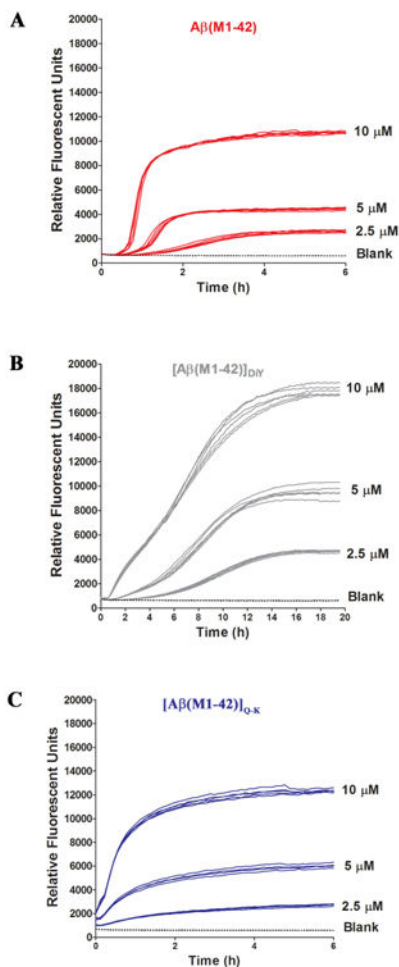 A
Aβ(M1-42)
Relative Fluorescent Units
20000
18000
16000
14000
12000
10000
8000
6000
4000
2000
0
10 μM
5 μM
2.5 μM
Blank
0 2 4 6
Time (h)
B
[Aβ(M1-42)]DiY
Relative Fluorescent Units
20000
18000
16000
14000
12000
10000
8000
6000
4000
2000
0
10 μM
5 μM
2.5 μM
Blank
0 2 4 6 8 10 12 14 16 18 20
Time (h)
C
[Aβ(M1-42)]Q-K
Relative Fluorescent Units
20000
18000
16000
14000
12000
10000
8000
6000
4000
2000
0
10 μM
5 μM
2.5 μM
Blank
0 2 4 6
Time (h)